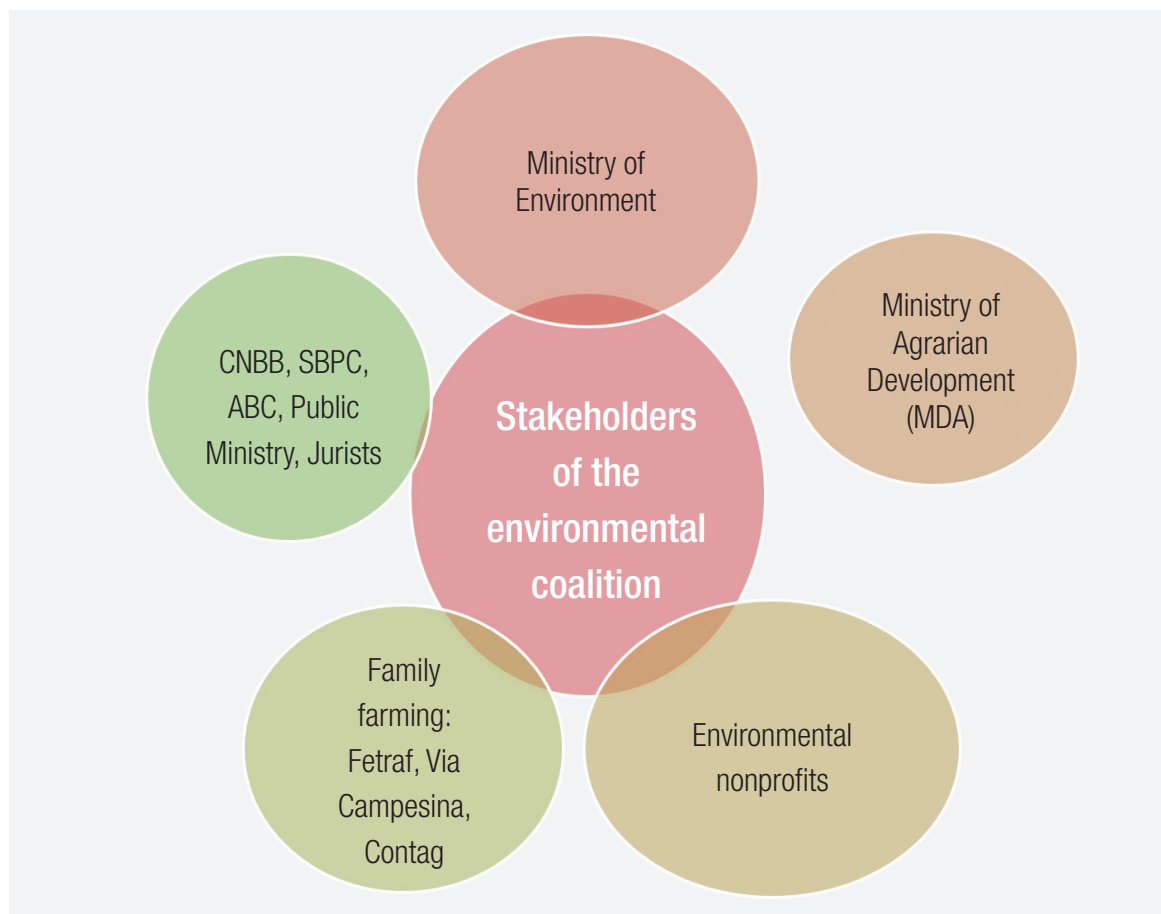 Ministry of
Environment
Ministry of
Agrarian
Development
(MDA)
CNBB, SBPC,
ABC, Public
Ministry, Jurists
Stakeholders
of the
environmental
coalition
Family
farming:
Fetraf, Via
Campesina,
Contag
Environmental
nonprofits